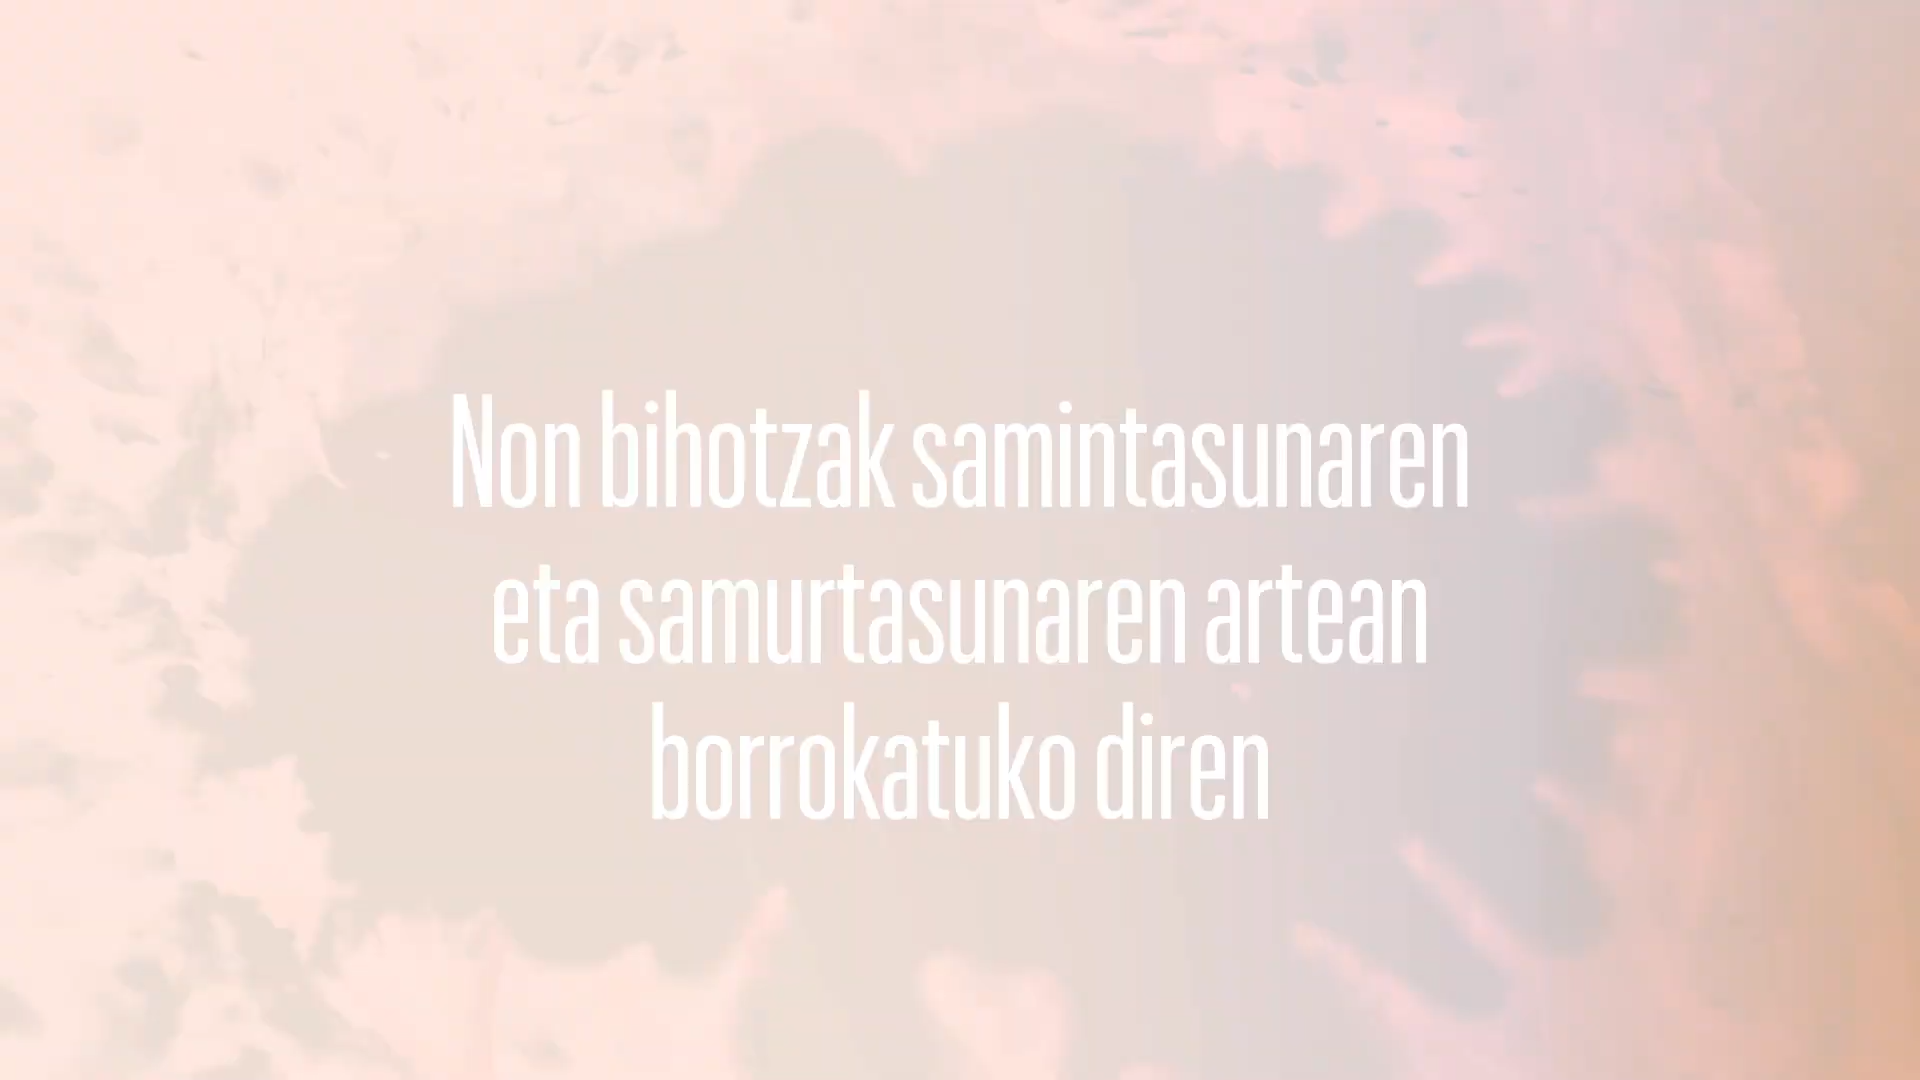 Non bihotzak samintasunaren
eta samurtasunaren artean
borrokatuko diren